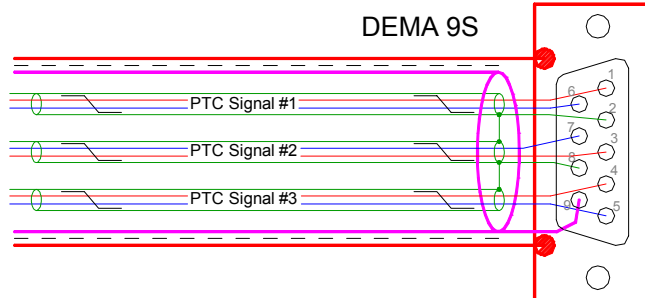 DEMA 9S
1
6
PTC Signal #1
2
7
PTC Signal #2
3
8
4
PTC Signal #3
9
5